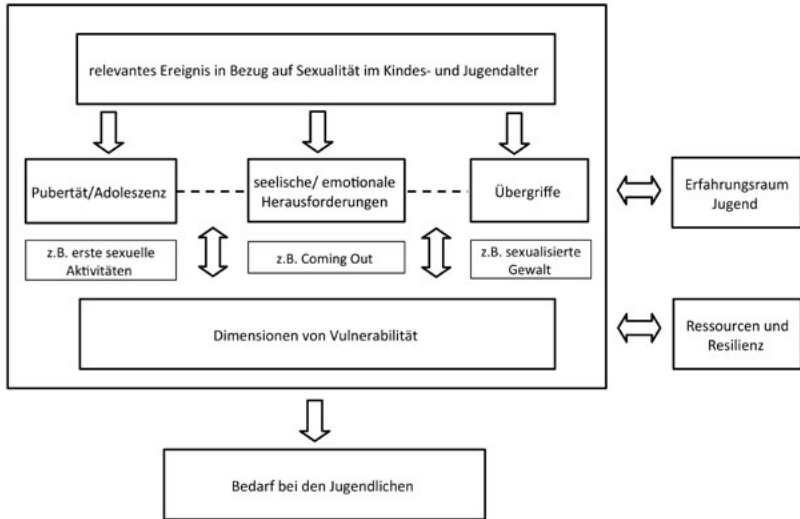 relevantes Ereignis in Bezug auf Sexualität im Kindes- und Jugendalter
Pubertät/Adoleszenz
seelische/ emotionale
Herausforderungen
Übergriffe
Erfahrungsraum
Jugend
z.B. erste sexuelle
Aktivitäten
z.B. Coming Out
z.B. sexualisierte
Gewalt
Dimensionen von Vulnerabilität
Ressourcen und
Resilienz
Bedarf bei den Jugendlichen